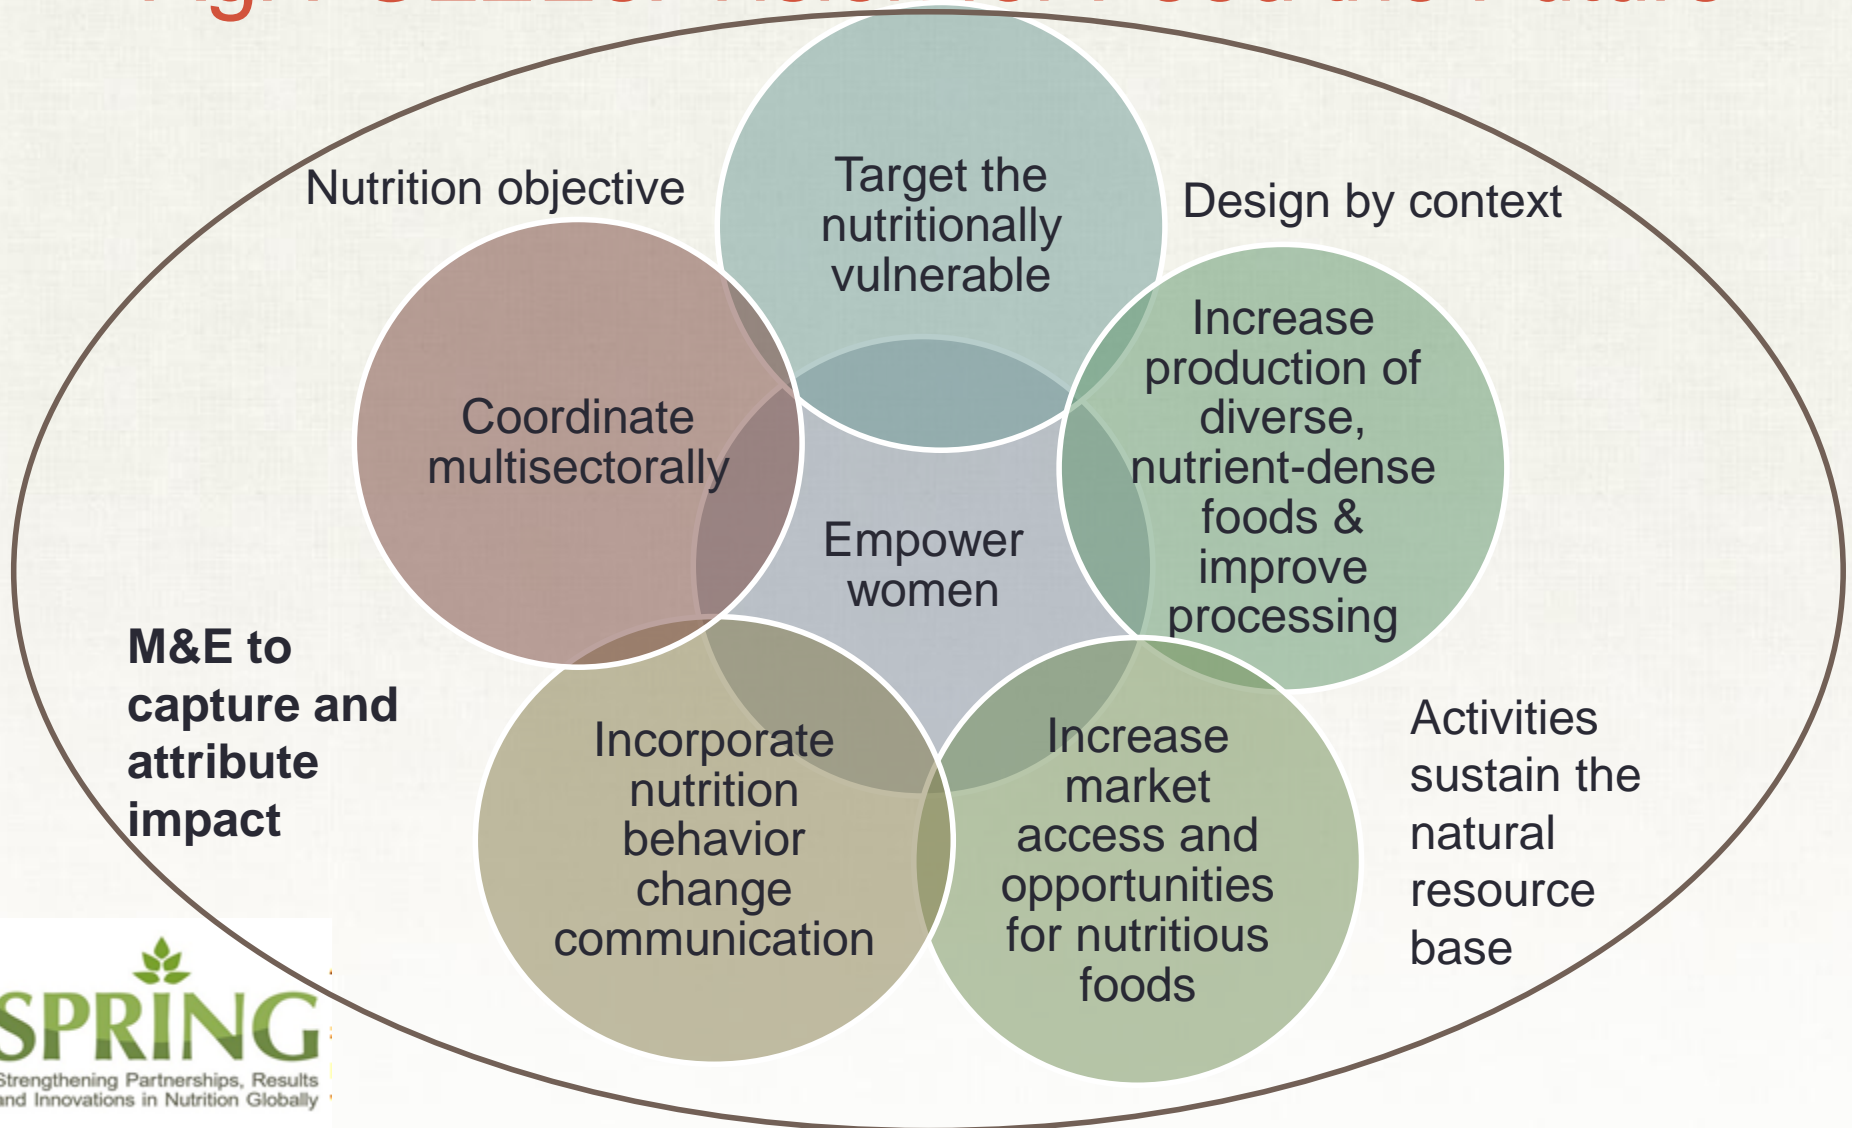 Nutrition objective
Target the
nutritionally
vulnerable
Design by context
Coordinate
multisectorally
Increase
production of
diverse,
nutrient-dense
foods &
improve
processing
Empower
women
M&E to
capture and
attribute
impact
Incorporate
nutrition
behavior
change
communication
Increase
market
access and
opportunities
for nutritious
foods
Activities
sustain the
natural
resource
base
SPRING
Strengthening Partnerships, Results
and Innovations in Nutrition Globally